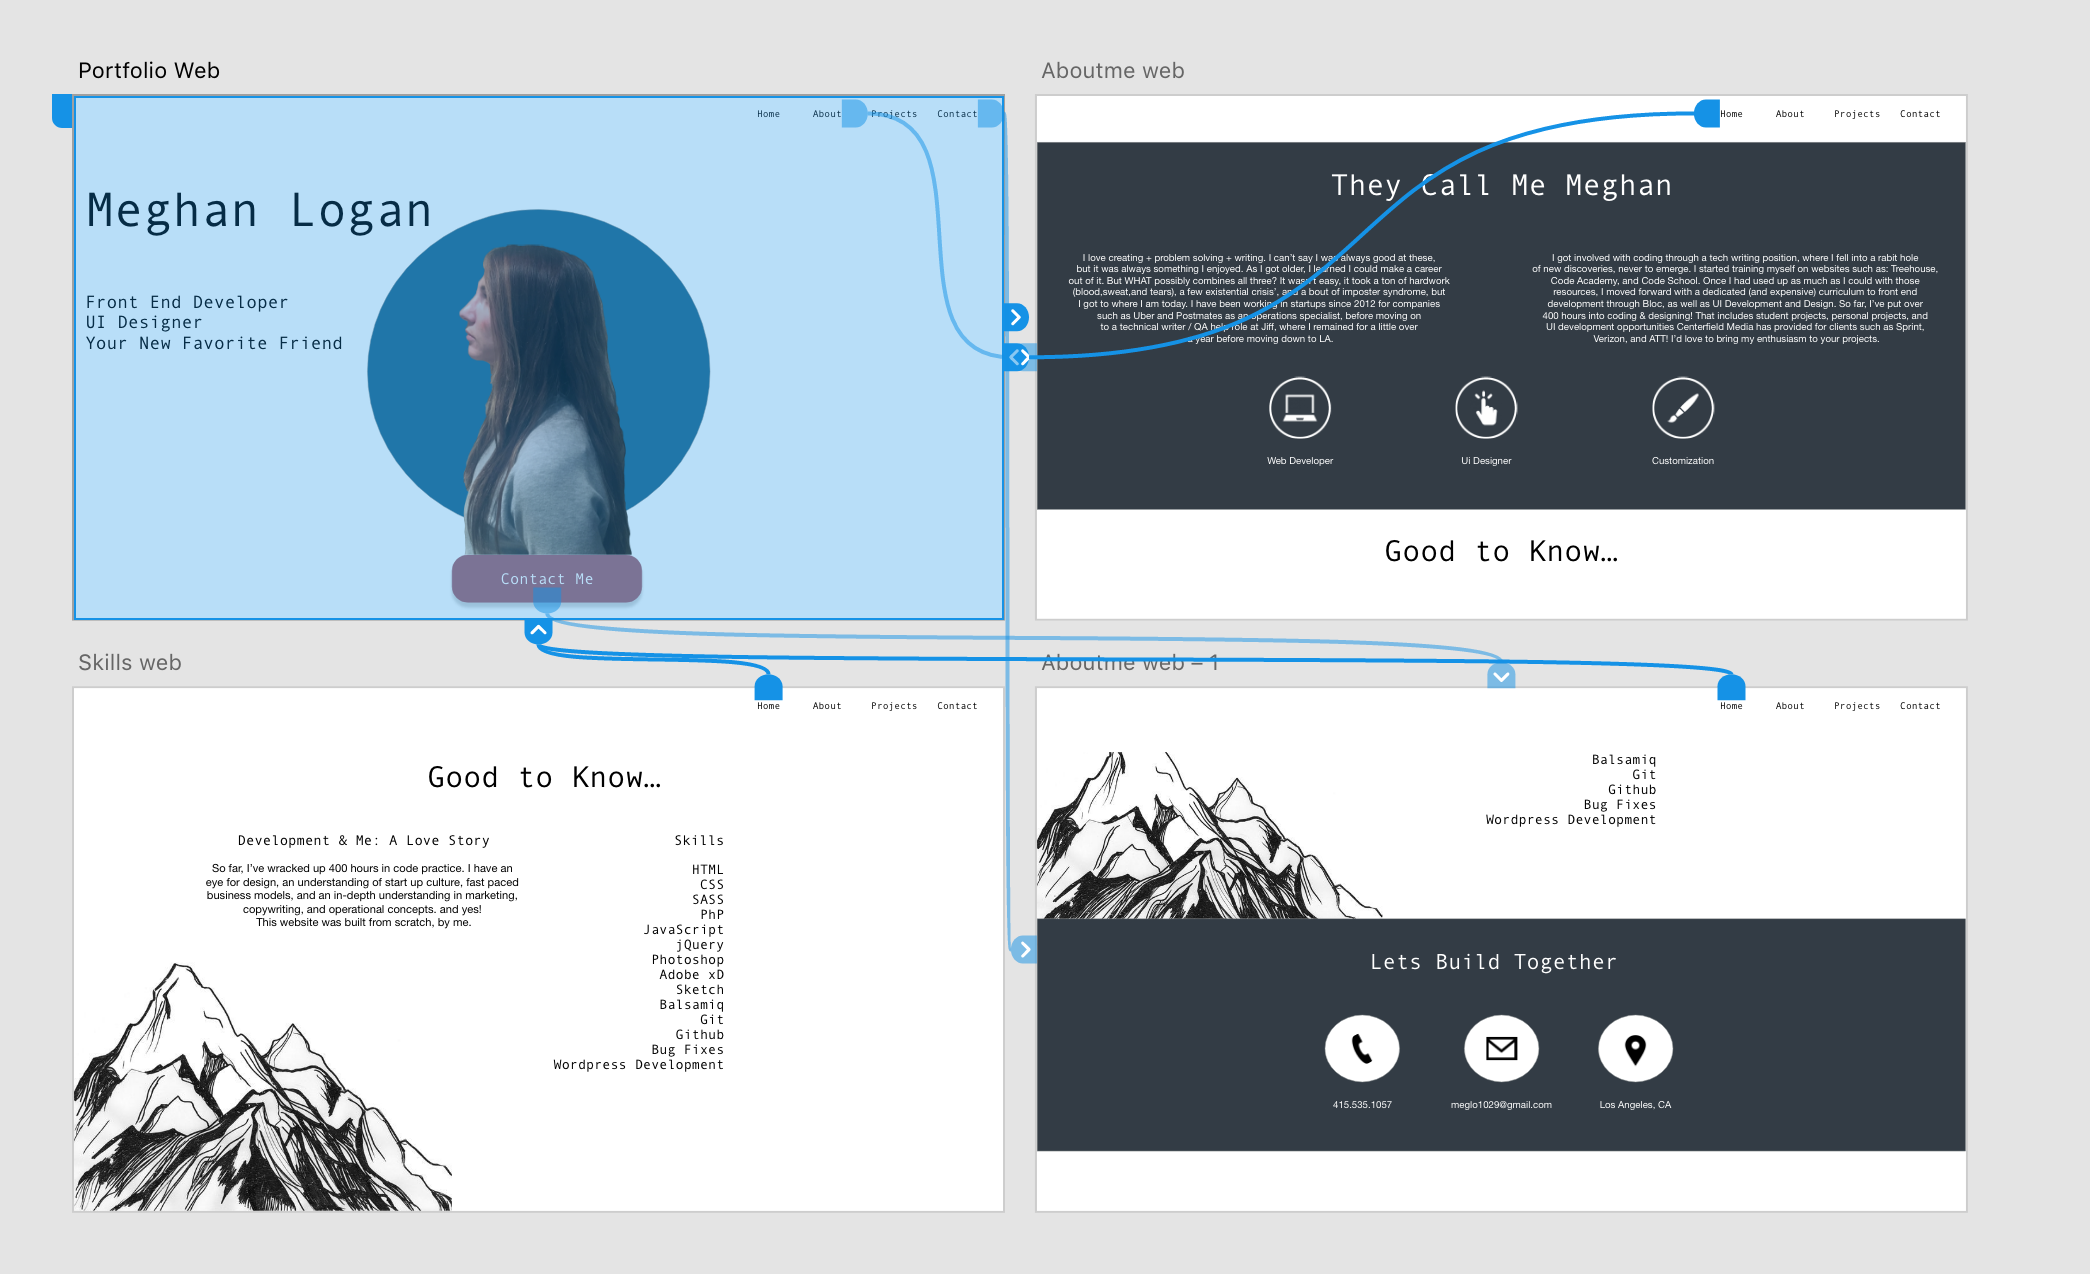 Portfolio Web
Home About Projects Contact
Meghan Logan
Front End Developer
UI Designer
Your New Favorite Friend
Contact Me
Aboutme web
Home About Projects Contact
They Call Me Meghan
I love creating + problem solving + writing. I can't say I was always good at these,
but it was always something I enjoyed. As I got older, I learned I could make a career
out of it. But WHAT possibly combines all three? It wasn't easy, it took a ton of hardwork
(blood,sweat,and tears), a few existential crisis', and a bout of imposter syndrome, but
I got to where I am today. I have been working in startups since 2012 for companies
such as Uber and Postmates as an operations specialist, before moving on
to a technical writer / QA help role at Jiff, where I remained for a little over
a year before moving down to LA.
I got involved with coding through a tech writing position, where I fell into a rabit hole
of new discoveries, never to emerge. I started training myself on websites such as: Treehouse,
Code Academy, and Code School. Once I had used up as much as I could with those
resources, I moved forward with a dedicated (and expensive) curriculum to front end
development through Bloc, as well as UI Development and Design. So far, I've put over
400 hours into coding & designing! That includes student projects, personal projects, and
UI development opportunities Centerfield Media has provided for clients such as Sprint,
Verizon, and ATT! I'd love to bring my enthusiasm to your projects.
Web Developer
Ui Designer
Customization
Good to Know…
Skills web
Home About Projects Contact
Good to Know…
Development & Me: A Love Story
So far, I've wracked up 400 hours in code practice. I have an
eye for design, an understanding of start up culture, fast paced
business models, and an in-depth understanding in marketing,
copywriting, and operational concepts. and yes!
This website was built from scratch, by me.
Skills
HTML
CSS
SASS
PhP
JavaScript
jQuery
Photoshop
Adobe xD
Sketch
Balsamiq
Git
Github
Bug Fixes
Wordpress Development
Aboutme web – 1
Home About Projects Contact
Balsamiq
Git
Github
Bug Fixes
Wordpress Development
Lets Build Together
415.535.1057
meglo1029@gmail.com
Los Angeles, CA